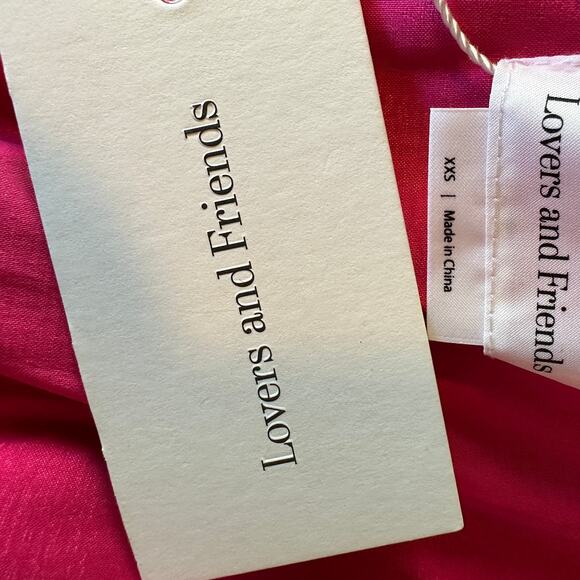 Lovers and Friends
Lovers and Friends
XXS | Made in China